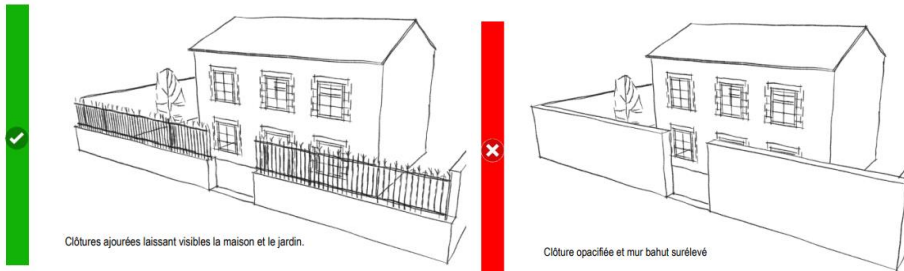 Clôtures ajourées laissant visibles la maison et le jardin.
Clôture opacifiée et mur bahut surélevé